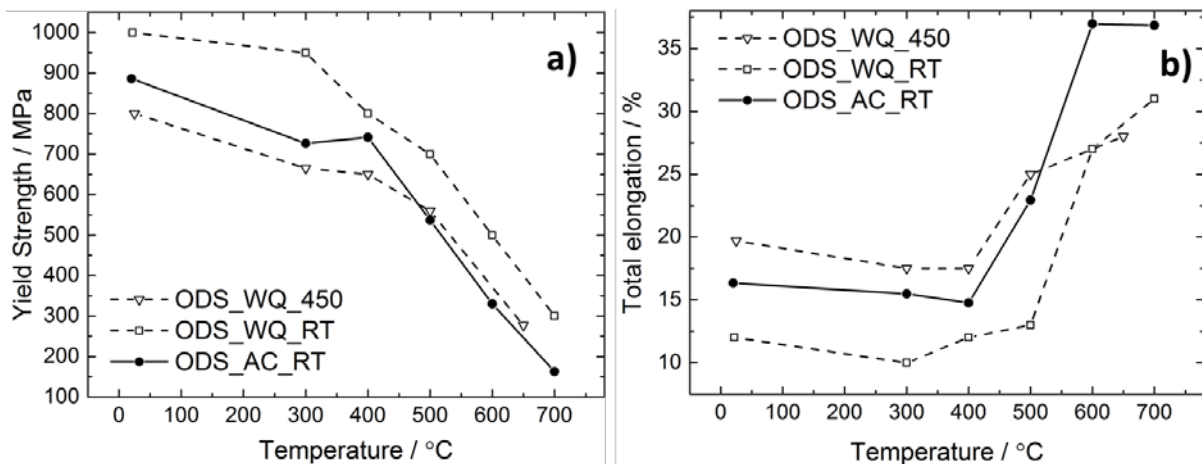 a)
Yield Strength / MPa
1000
900
800
700
600
500
400
300
200
100
ODS_WQ_450
ODS_WQ_RT
ODS_AC_RT
0 100 200 300 400 500 600 700
Temperature / °C
b)
Total elongation / %
35
30
25
20
15
10
ODS_WQ_450
ODS_WQ_RT
ODS_AC_RT
0 100 200 300 400 500 600 700
Temperature / °C